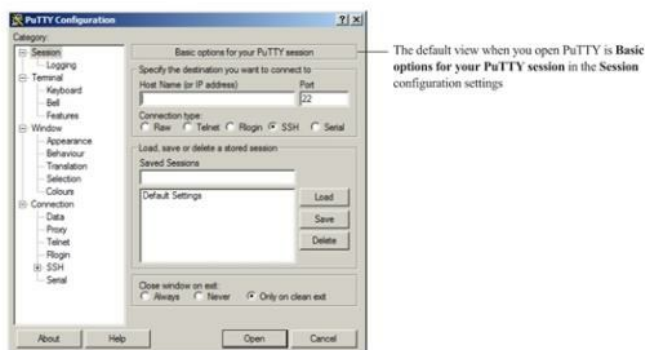 PuTTY Configuration
Category:
Session
Logging
Terminal
Keyboard
Bell
Features
Window
Appearance
Behaviour
Translation
Selection
Colours
Connection
Data
Proxy
Telnet
Rlogin
SSH
Serial
Basic options for your PuTTY session
Specify the destination you want to connect to
Host Name (or IP address) Port
22
Connection type:
Raw Telnet Rlogin SSH Serial
Load, save or delete a stored session
Saved Sessions
Default Settings
Load
Save
Delete
Close window on exit:
Always Never Only on clean exit
About Help Open Cancel
The default view when you open PuTTY is Basic
options for your PuTTY session in the Session
configuration settings